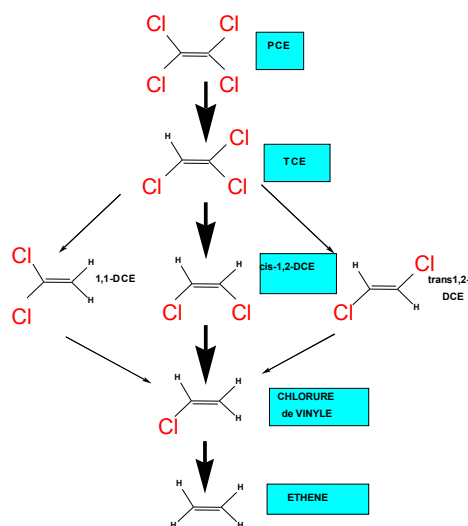 Cl Cl
PCE
Cl Cl
H Cl
TCE
Cl Cl
Cl H
1,1-DCE
H
Cl
H H
cis-1,2-DCE
Cl Cl
H Cl
trans1,2-
DCE
Cl H
H H
CHLORURE
de VINYLE
Cl H
H H
ETHENE
H H